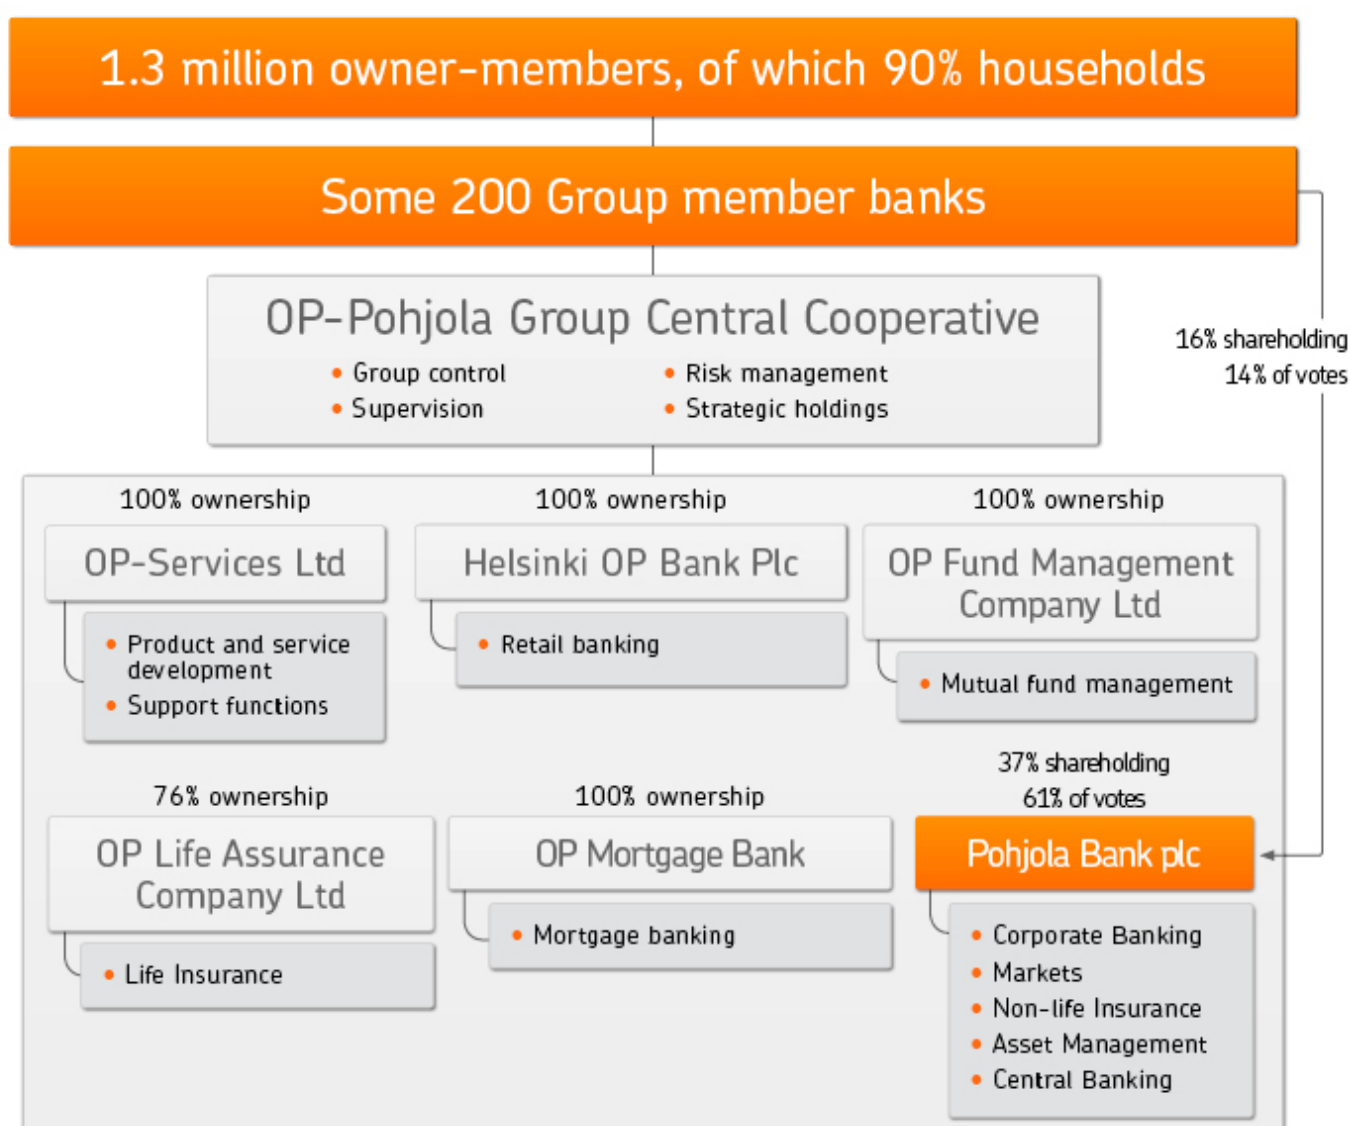 1.3 million owner-members, of which 90% households
Some 200 Group member banks
OP-Pohjola Group Central Cooperative
• Group control
• Supervision
• Risk management
• Strategic holdings
16% shareholding
14% of votes
100% ownership
OP-Services Ltd
• Product and service
development
• Support functions
100% ownership
Helsinki OP Bank Plc
• Retail banking
100% ownership
OP Fund Management
Company Ltd
• Mutual fund management
76% ownership
OP Life Assurance
Company Ltd
• Life Insurance
100% ownership
OP Mortgage Bank
• Mortgage banking
37% shareholding
61% of votes
Pohjola Bank plc
• Corporate Banking
• Markets
• Non-life Insurance
• Asset Management
• Central Banking